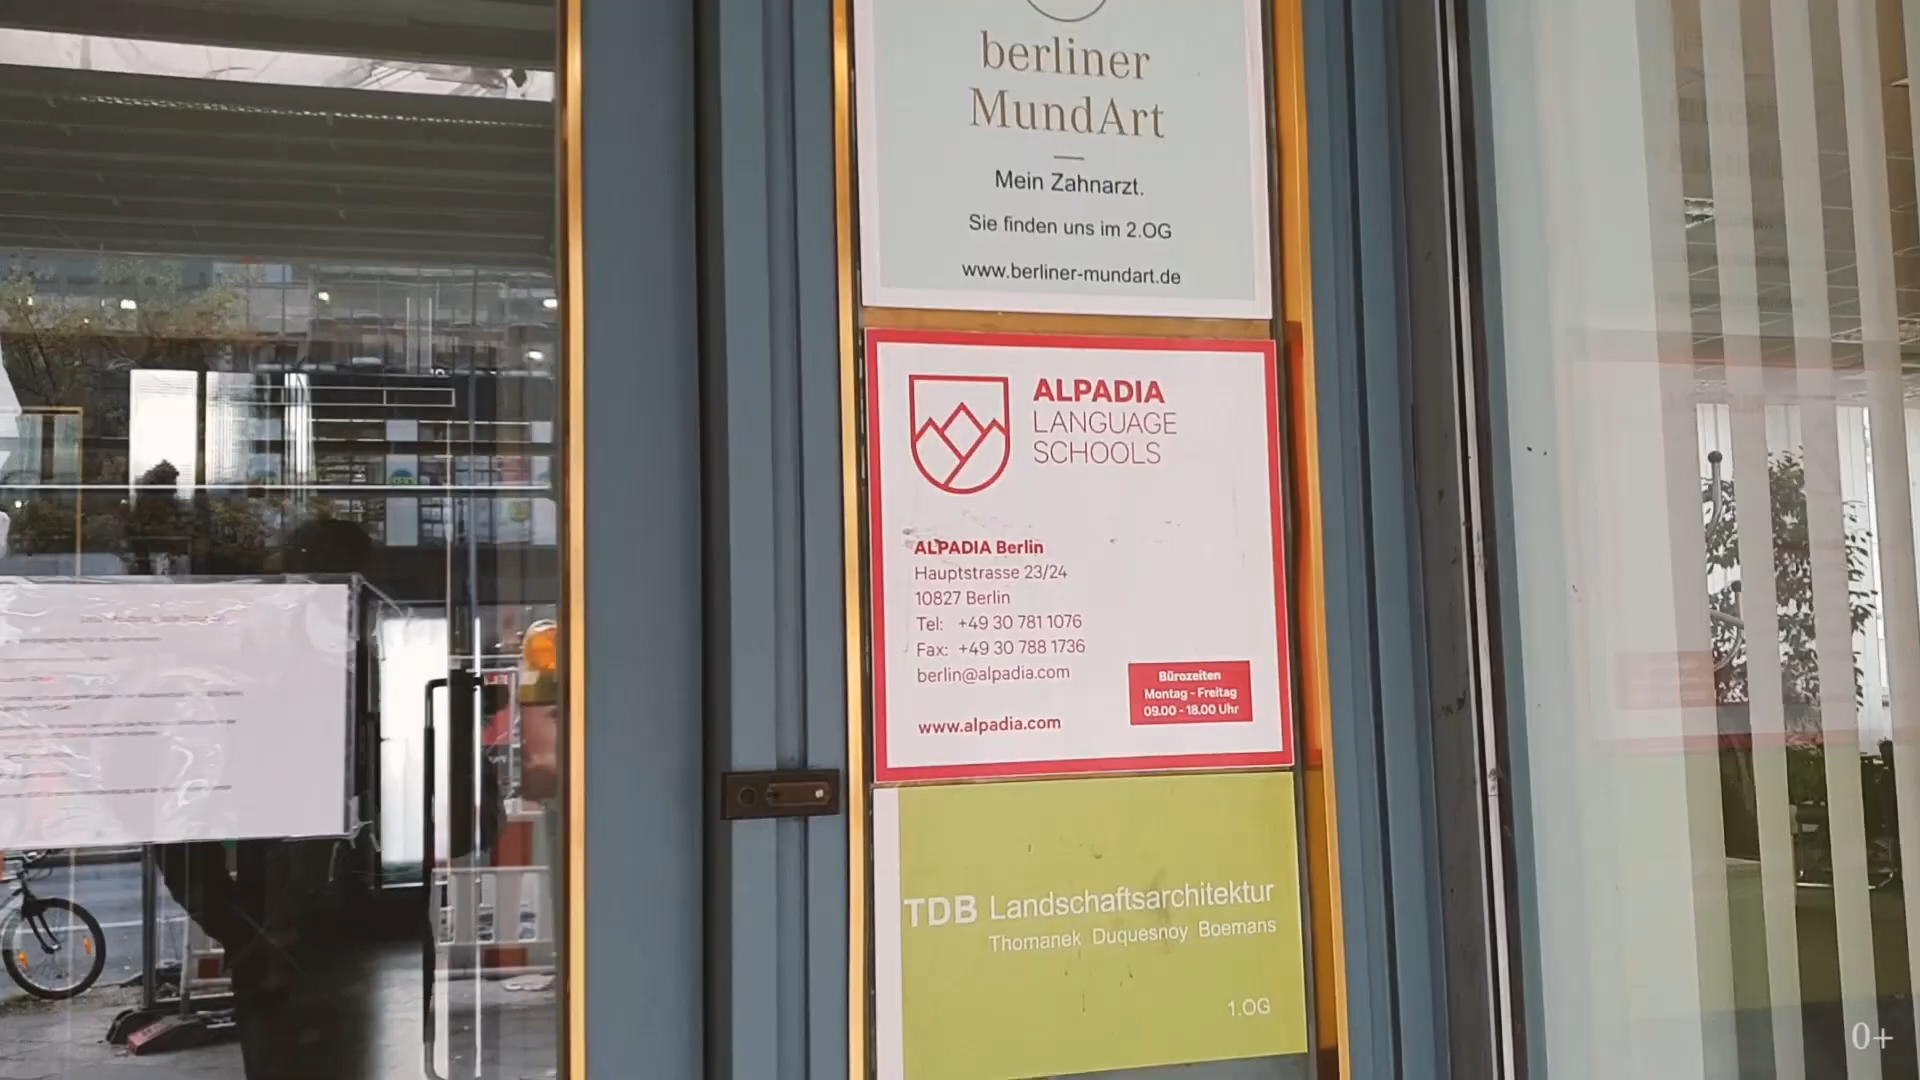 berliner
MundArt
Mein Zahnarzt.
Sie finden uns im 2.OG
www.berliner-mundart.de
ALPADIA
LANGUAGE
SCHOOLS
ALPADIA Berlin
Hauptstrasse 23/24
10827 Berlin
Tel: +49 30 781 1076
Fax: +49 30 788 1736
berlin@alpadia.com
www.alpadia.com
Bürozeiten
Montag - Freitag
09.00 - 18.00 Uhr
TDB Landschaftsarchitektur
Thomanek Duquesnoy Boemans
1.OG
0+